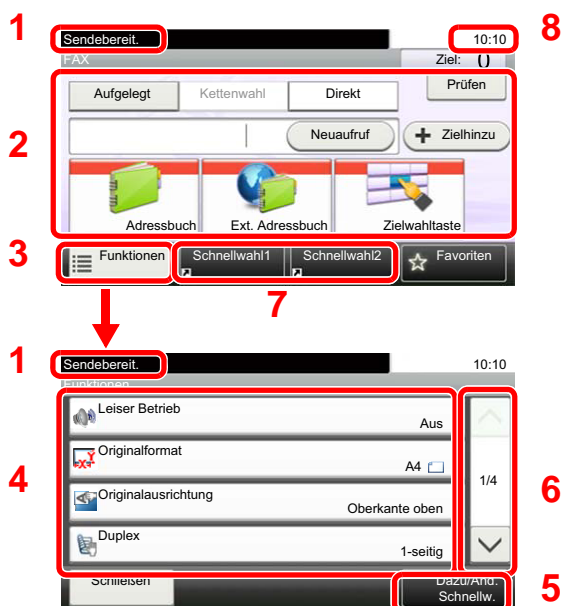 1
Sendebereit.
10:10
8
FAX
Ziel: 0
Aufgelegt
Kettenwahl
Direkt
Prüfen
2
Neuaufruf
Zielhinzu
Adressbuch
Ext. Adressbuch
Zielwahltaste
3
Funktionen
Schnellwahl1
Schnellwahl2
Favoriten
7
1
Sendebereit.
10:10
Funktionen
Leiser Betrieb
Aus
Originalformat
A4
4
Originalausrichtung
Oberkante oben
1/4
6
Duplex
1-seitig
Schließen
Dazu/Änd.
Schnellw.
5